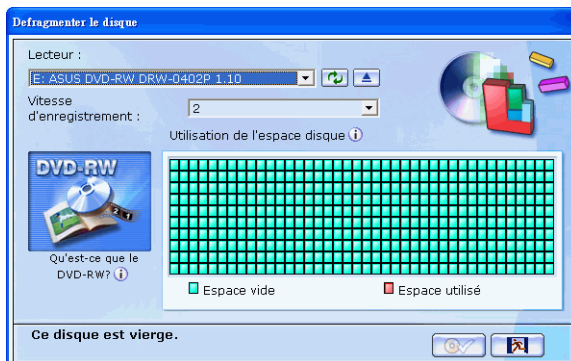 Defragmenter le disque
Lecteur :
E: ASUS DVD-RW DRW-0402P 1.10
Vitesse
d'enregistrement :
2
Utilisation de l'espace disque
DVD-RW
Qu'est-ce que le
DVD-RW?
Espace vide
Espace utilisé
Ce disque est vierge.